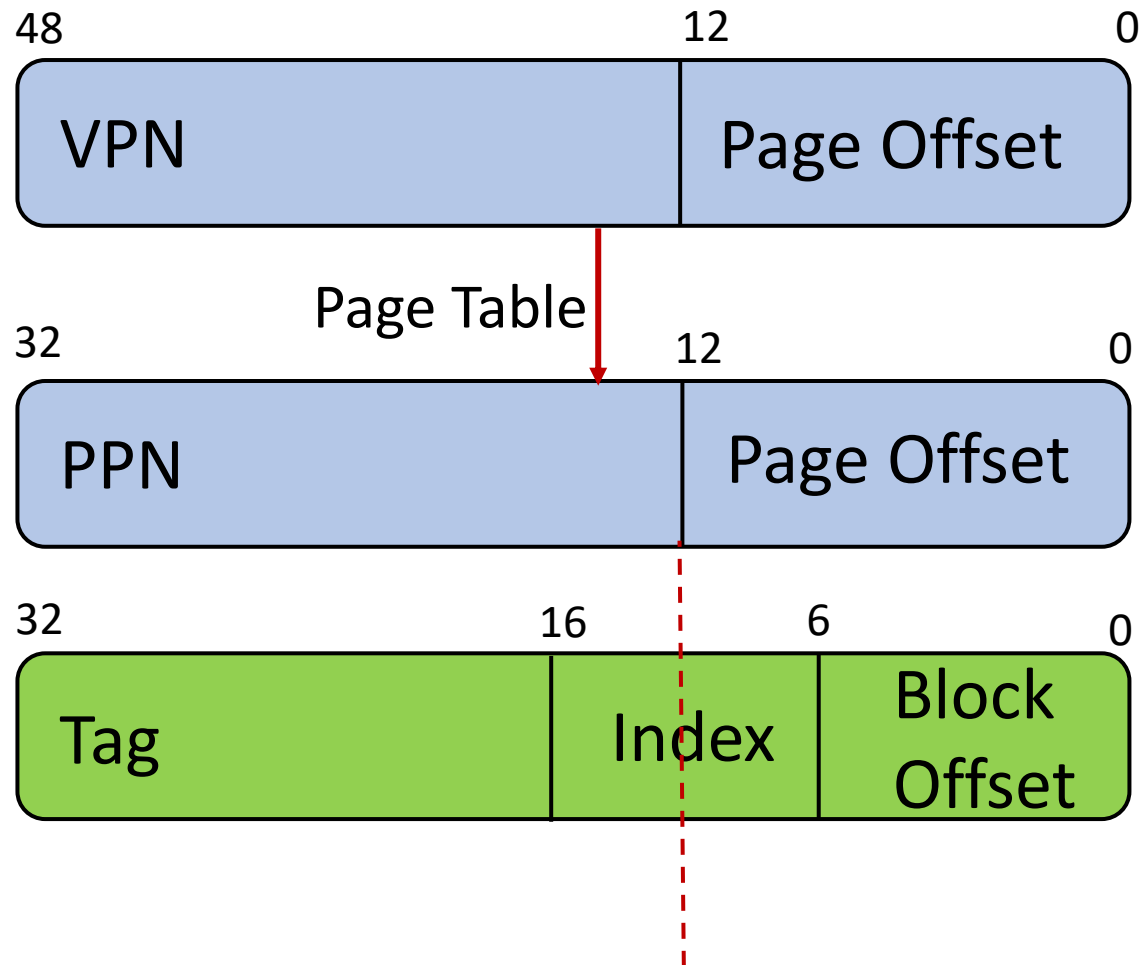 48 12 0
VPN Page Offset
Page Table
32 12 0
PPN Page Offset
32 16 6 0
Tag Index Block
Offset